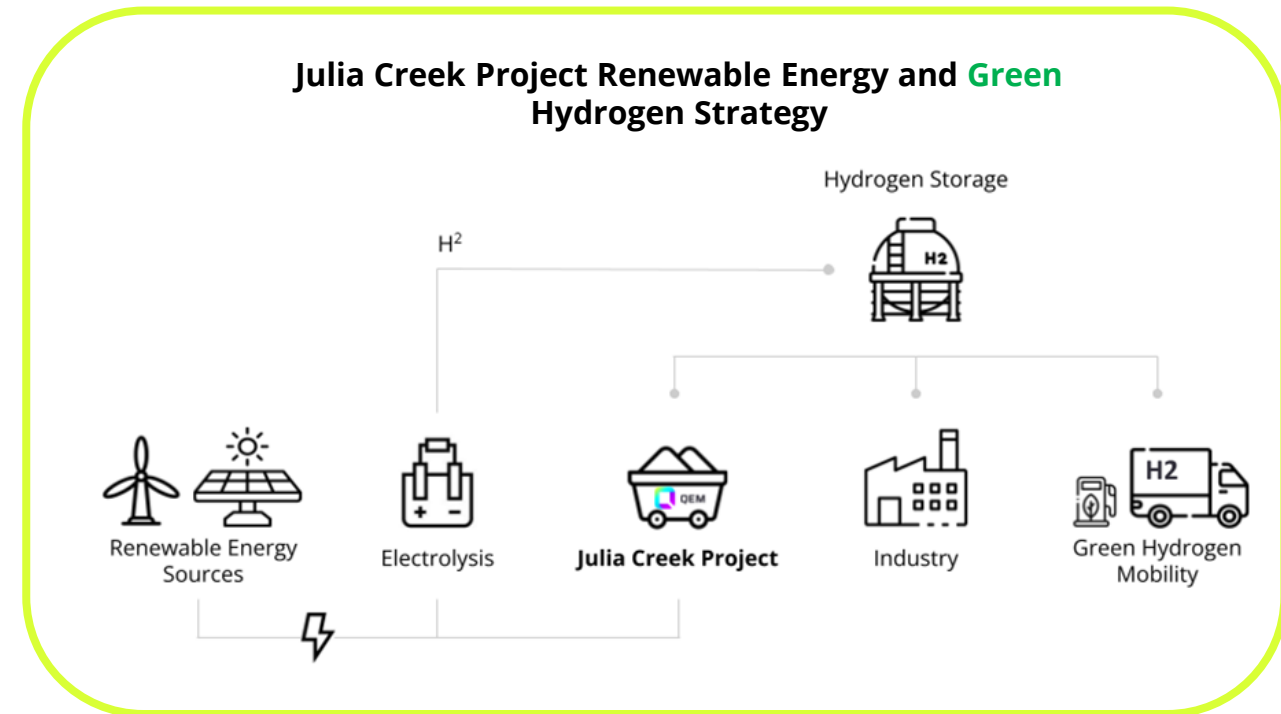 Julia Creek Project Renewable Energy and Green
Hydrogen Strategy
Hydrogen Storage
H²
H2
H2
QEM
+ −
Renewable Energy
Sources
Electrolysis
Julia Creek Project
Industry
Green Hydrogen
Mobility